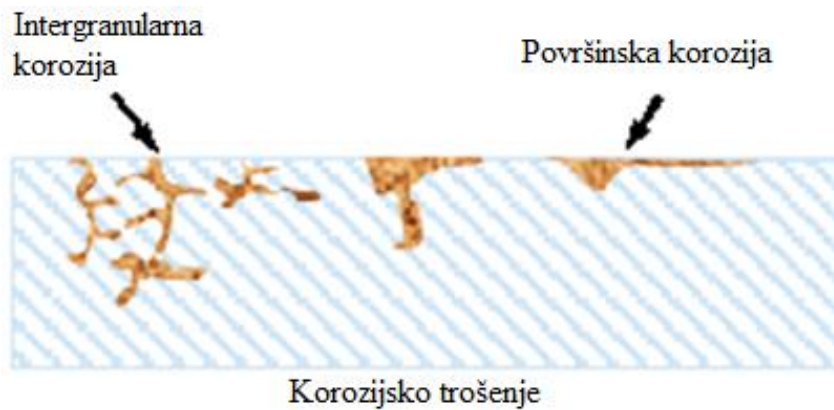 Intergranularna
korozija
Površinska korozija
Korozijsko trošenje